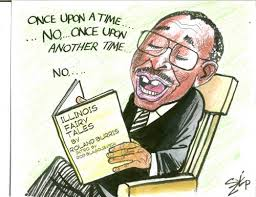 ONCE UPON A TIME....
....NO...ONCE UPON
ANOTHER TIME...
NO....
ILLINOIS
FAIRY
TALES
BY
ROLAND BURRIS